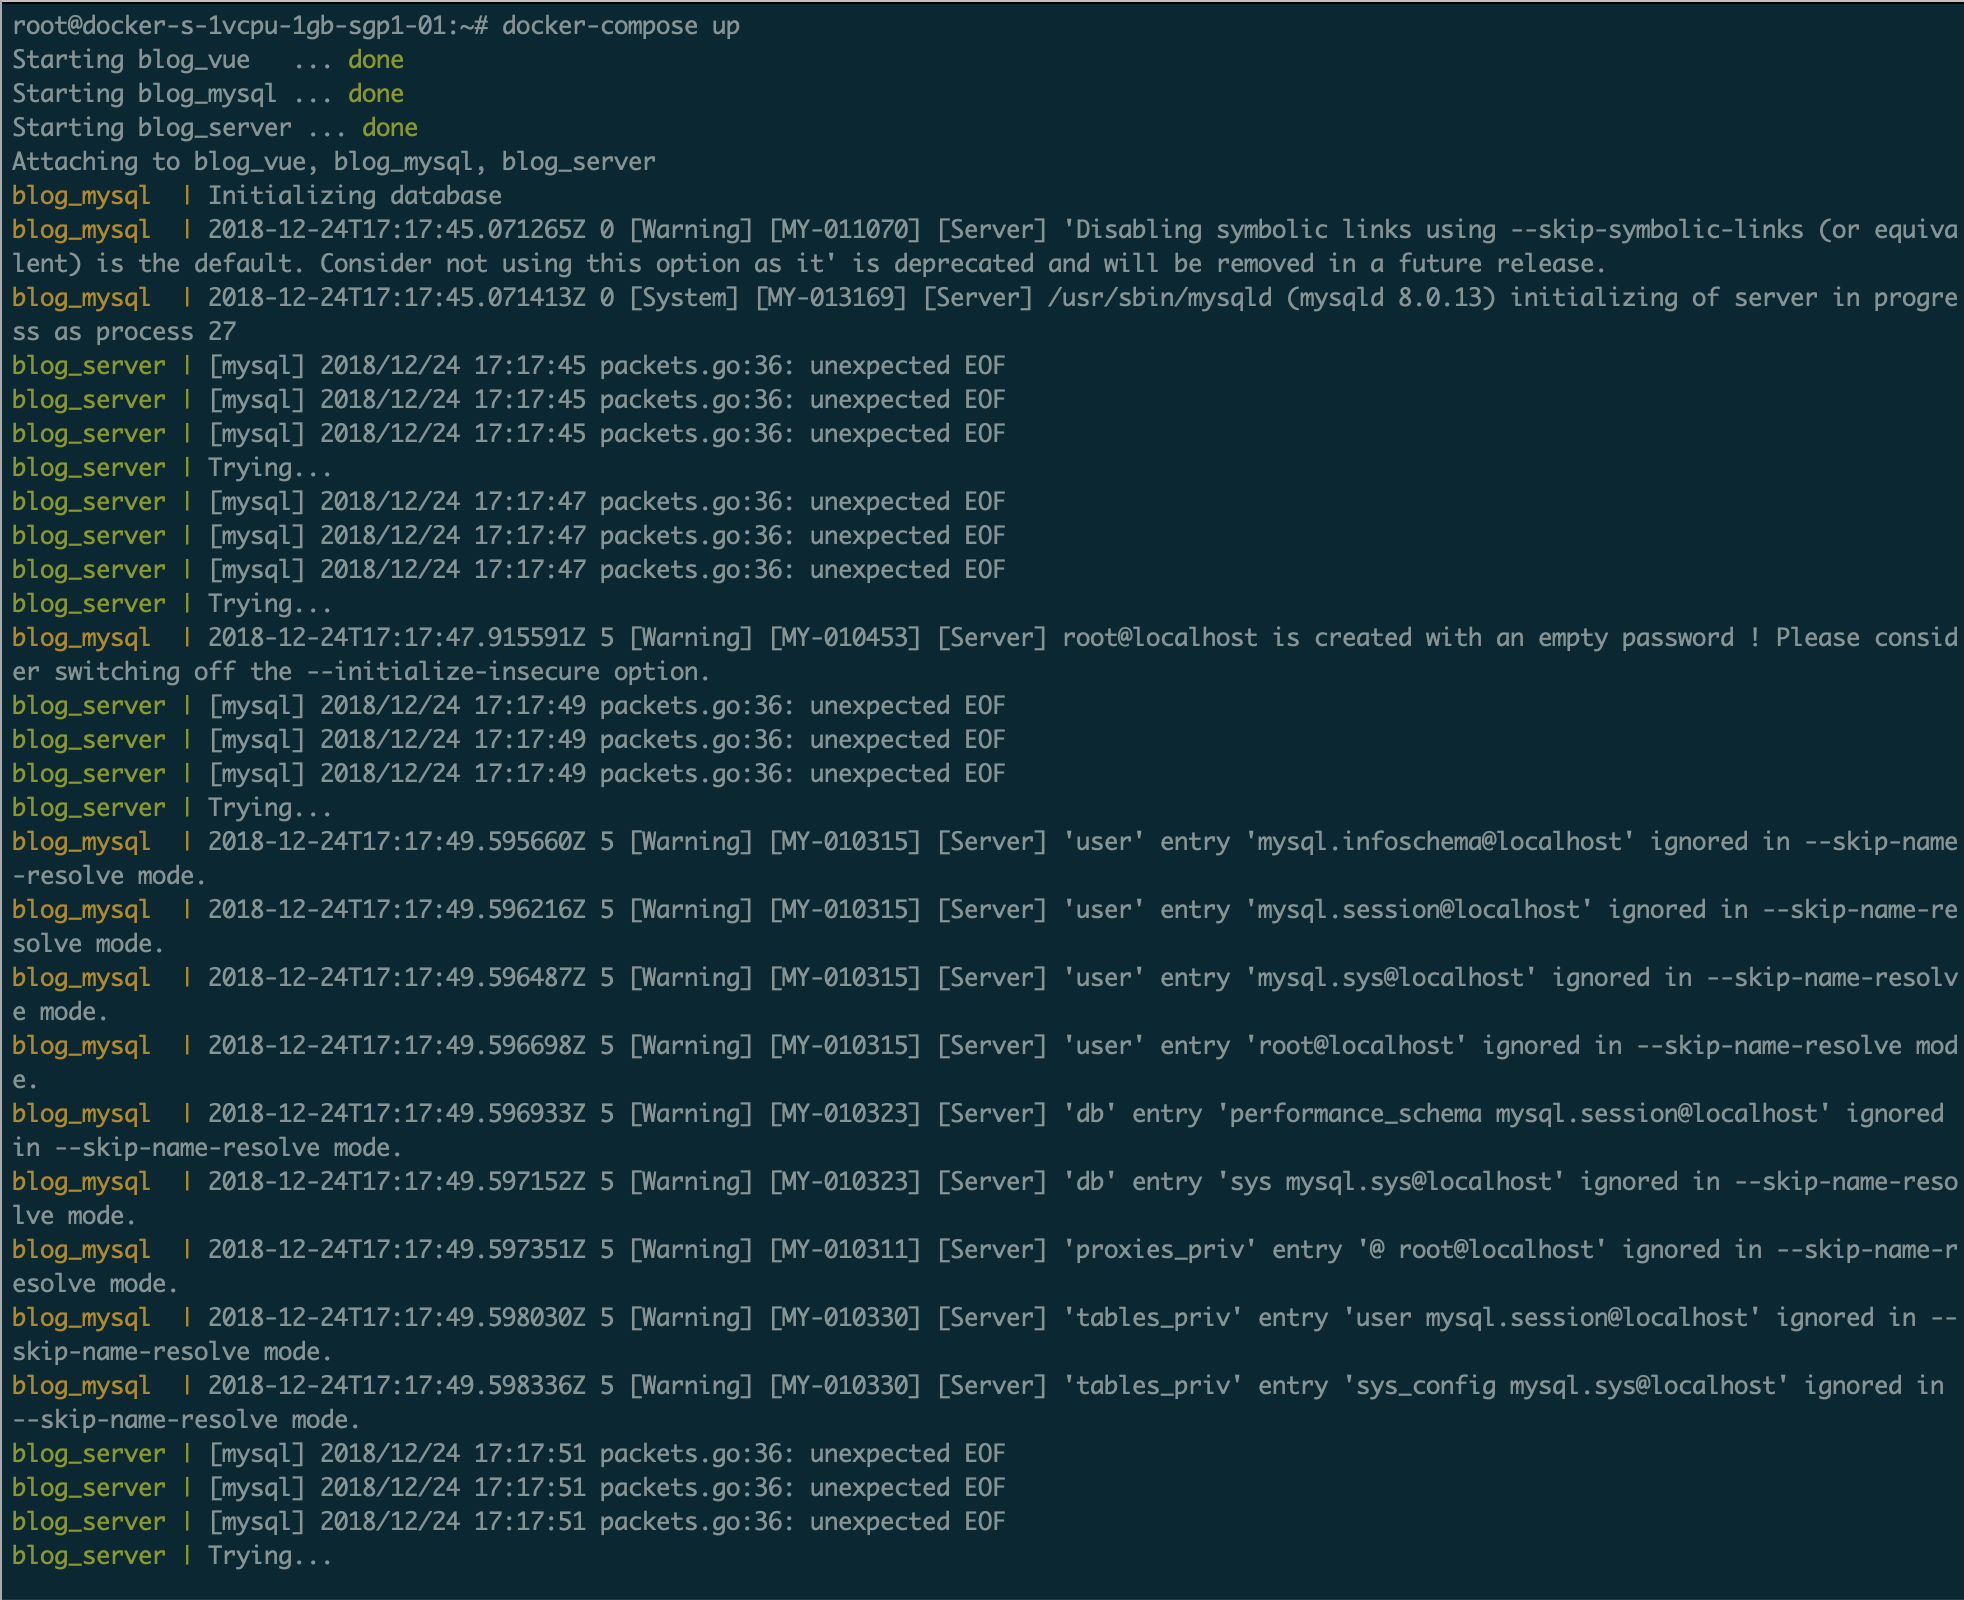 root@docker-s-1vcpu-1gb-sgp1-01:~# docker-compose up
Starting blog_vue   ... done
Starting blog_mysql ... done
Starting blog_server ... done
Attaching to blog_vue, blog_mysql, blog_server
blog_mysql  | Initializing database
blog_mysql  | 2018-12-24T17:17:45.071265Z 0 [Warning] [MY-011070] [Server] 'Disabling symbolic links using --skip-symbolic-links (or equiva
lent) is the default. Consider not using this option as it' is deprecated and will be removed in a future release.
blog_mysql  | 2018-12-24T17:17:45.071413Z 0 [System] [MY-013169] [Server] /usr/sbin/mysqld (mysqld 8.0.13) initializing of server in progre
ss as process 27
blog_server | [mysql] 2018/12/24 17:17:45 packets.go:36: unexpected EOF
blog_server | [mysql] 2018/12/24 17:17:45 packets.go:36: unexpected EOF
blog_server | [mysql] 2018/12/24 17:17:45 packets.go:36: unexpected EOF
blog_server | Trying...
blog_server | [mysql] 2018/12/24 17:17:47 packets.go:36: unexpected EOF
blog_server | [mysql] 2018/12/24 17:17:47 packets.go:36: unexpected EOF
blog_server | [mysql] 2018/12/24 17:17:47 packets.go:36: unexpected EOF
blog_server | Trying...
blog_mysql  | 2018-12-24T17:17:47.915591Z 5 [Warning] [MY-010453] [Server] root@localhost is created with an empty password ! Please consid
er switching off the --initialize-insecure option.
blog_server | [mysql] 2018/12/24 17:17:49 packets.go:36: unexpected EOF
blog_server | [mysql] 2018/12/24 17:17:49 packets.go:36: unexpected EOF
blog_server | [mysql] 2018/12/24 17:17:49 packets.go:36: unexpected EOF
blog_server | Trying...
blog_mysql  | 2018-12-24T17:17:49.595660Z 5 [Warning] [MY-010315] [Server] 'user' entry 'mysql.infoschema@localhost' ignored in --skip-name
-resolve mode.
blog_mysql  | 2018-12-24T17:17:49.596216Z 5 [Warning] [MY-010315] [Server] 'user' entry 'mysql.session@localhost' ignored in --skip-name-re
solve mode.
blog_mysql  | 2018-12-24T17:17:49.596487Z 5 [Warning] [MY-010315] [Server] 'user' entry 'mysql.sys@localhost' ignored in --skip-name-resolv
e mode.
blog_mysql  | 2018-12-24T17:17:49.596698Z 5 [Warning] [MY-010315] [Server] 'user' entry 'root@localhost' ignored in --skip-name-resolve mod
e.
blog_mysql  | 2018-12-24T17:17:49.596933Z 5 [Warning] [MY-010323] [Server] 'db' entry 'performance_schema mysql.session@localhost' ignored
in --skip-name-resolve mode.
blog_mysql  | 2018-12-24T17:17:49.597152Z 5 [Warning] [MY-010323] [Server] 'db' entry 'sys mysql.sys@localhost' ignored in --skip-name-reso
lve mode.
blog_mysql  | 2018-12-24T17:17:49.597351Z 5 [Warning] [MY-010311] [Server] 'proxies_priv' entry '@ root@localhost' ignored in --skip-name-r
esolve mode.
blog_mysql  | 2018-12-24T17:17:49.598030Z 5 [Warning] [MY-010330] [Server] 'tables_priv' entry 'user mysql.session@localhost' ignored in --
skip-name-resolve mode.
blog_mysql  | 2018-12-24T17:17:49.598336Z 5 [Warning] [MY-010330] [Server] 'tables_priv' entry 'sys_config mysql.sys@localhost' ignored in
--skip-name-resolve mode.
blog_server | [mysql] 2018/12/24 17:17:51 packets.go:36: unexpected EOF
blog_server | [mysql] 2018/12/24 17:17:51 packets.go:36: unexpected EOF
blog_server | [mysql] 2018/12/24 17:17:51 packets.go:36: unexpected EOF
blog_server | Trying...